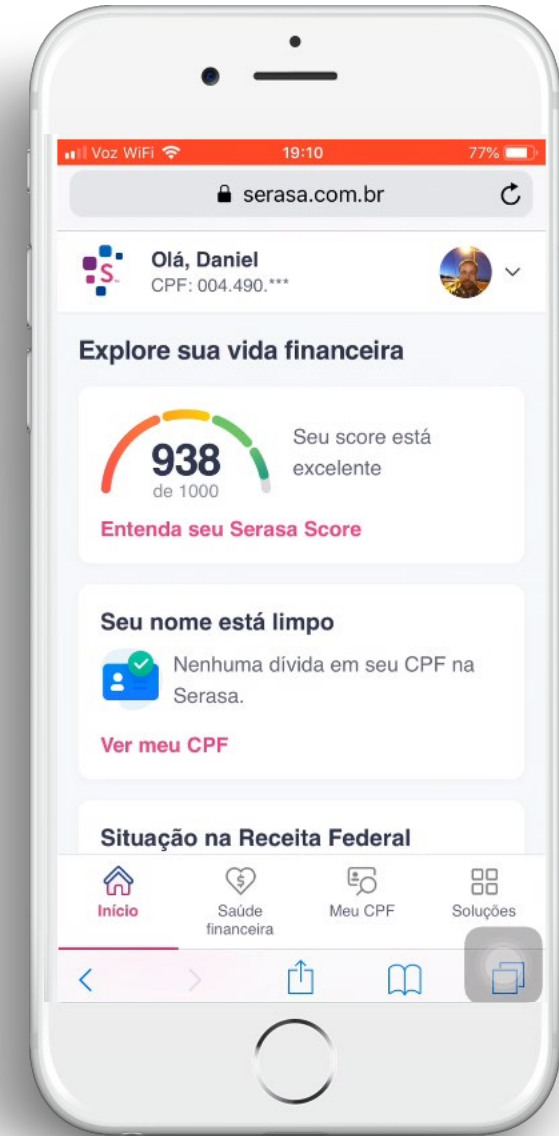 Voz WiFi 19:10 77%
serasa.com.br
S
Olá, Daniel
CPF: 004.490.***
Explore sua vida financeira
938
de 1000
Seu score está
excelente
Entenda seu Serasa Score
Seu nome está limpo
Nenhuma dívida em seu CPF na
Serasa.
Ver meu CPF
Situação na Receita Federal
Início
Saúde
financeira
Meu CPF
Soluções